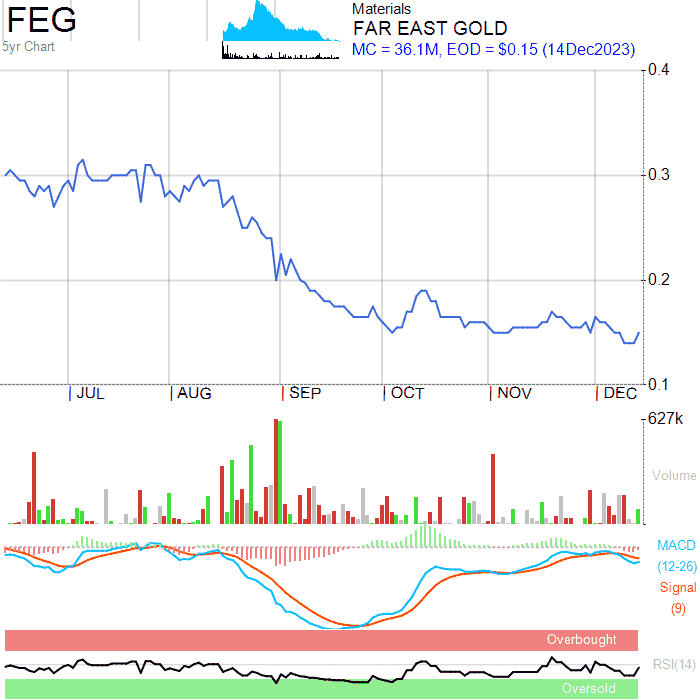 FEG
5yr Chart
Materials
FAR EAST GOLD
MC = 36.1M, EOD = $0.15 (14Dec2023)
0.4
0.3
0.2
0.1
JUL AUG SEP OCT NOV DEC
627k
Volume
MACD
(12-26)
Signal
(9)
Overbought
RSI(14)
Oversold